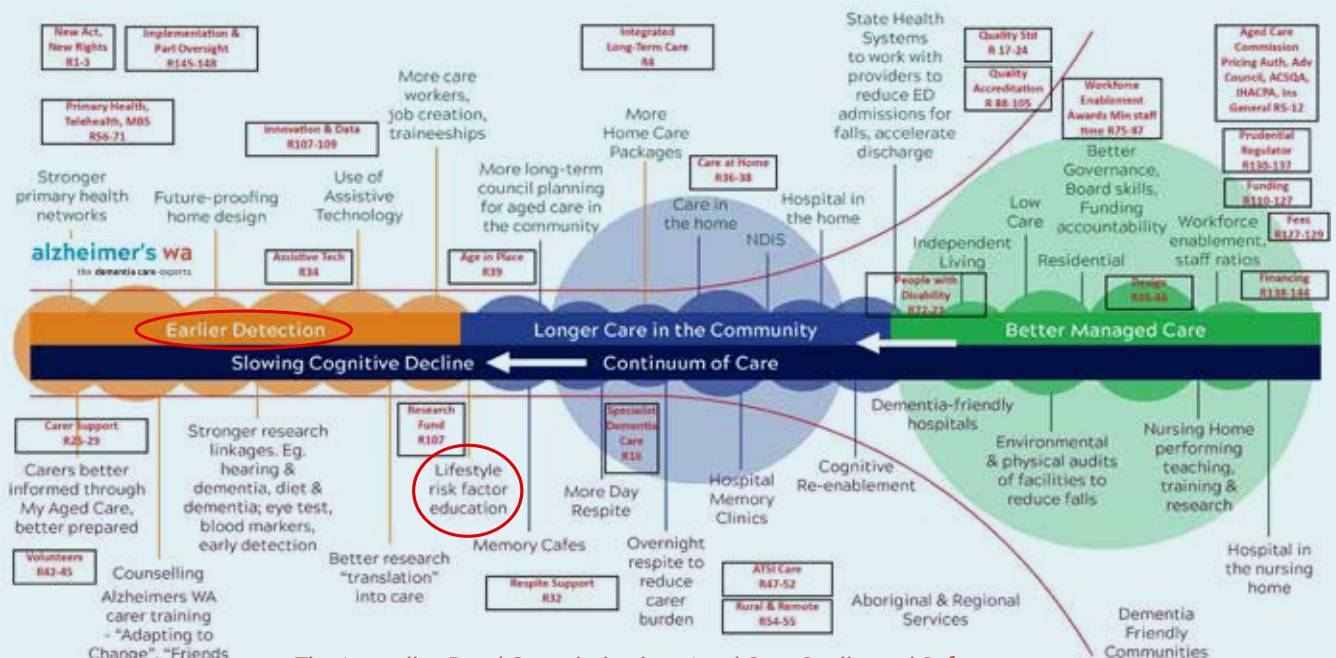 New Act,
New Rights
R1-3
Implementation &
Part Oversight
R145-148
Primary Health,
Telehealth, MBS
R56-71
Innovation & Data
R107-109
Integrated
Long-Term Care
R4
Quality Std
R 17-24
Quality
Accreditation
R 88-105
Workforce
Enablement
Awards Min staff
time R75-87
Aged Care
Commission
Pricing Auth, Adv
Council, ACSQA,
IHACPA, Ins
General R5-12
Prudential
Regulator
R130-137
Funding
R110-127
Fees
R127-129
Financing
R138-144
Stronger
primary health
networks
Future-proofing
home design
Use of
Assistive
Technology
More care
workers,
job creation,
traineeships
More long-term
council planning
for aged care in
the community
More
Home Care
Packages
Care at Home
R36-38
Care in
the home
NDIS
Hospital in
the home
State Health
Systems
to work with
providers to
reduce ED
admissions for
falls, accelerate
discharge
Independent
Living
Low
Care
Residential
Better
Governance,
Board skills,
Funding
accountability
Workforce
enablement,
staff ratios
alzheimer's wa
the dementia care experts
Assistive Tech
R34
Age in Place
R39
People with
Disability
Design
Earlier Detection
Longer Care in the Community
Better Managed Care
Slowing Cognitive Decline
Continuum of Care
Carer Support
R25-29
Carers better
informed through
My Aged Care,
better prepared
Volunteers
R42-45
Counselling
Alzheimers WA
carer training
- "Adapting to
Change", "Friends
Stronger research
linkages. Eg.
hearing &
dementia, diet &
dementia; eye test,
blood markers,
early detection
Better research
"translation"
into care
Research
Fund
R107
Lifestyle
risk factor
education
Memory Cafes
Respite Support
R32
More Day
Respite
Specialist
Dementia
Care
R16
Overnight
respite to
reduce
carer
burden
Hospital
Memory
Clinics
ATSI Care
R47-52
Rural & Remote
R54-55
Cognitive
Re-enablement
Aboriginal & Regional
Services
Dementia-friendly
hospitals
Environmental
& physical audits
of facilities to
reduce falls
Nursing Home
performing
teaching,
training &
research
Hospital in
the nursing
home
Dementia
Friendly
Communities